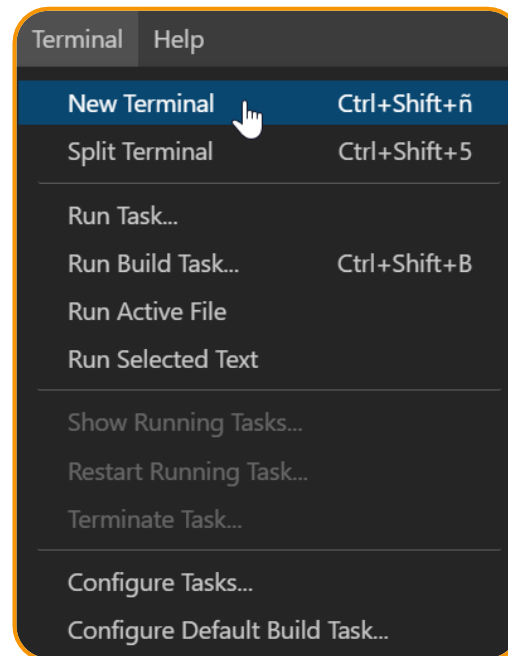 Terminal Help
New Terminal Ctrl+Shift+ñ
Split Terminal Ctrl+Shift+5
Run Task...
Run Build Task... Ctrl+Shift+B
Run Active File
Run Selected Text
Show Running Tasks...
Restart Running Task...
Terminate Task...
Configure Tasks...
Configure Default Build Task...